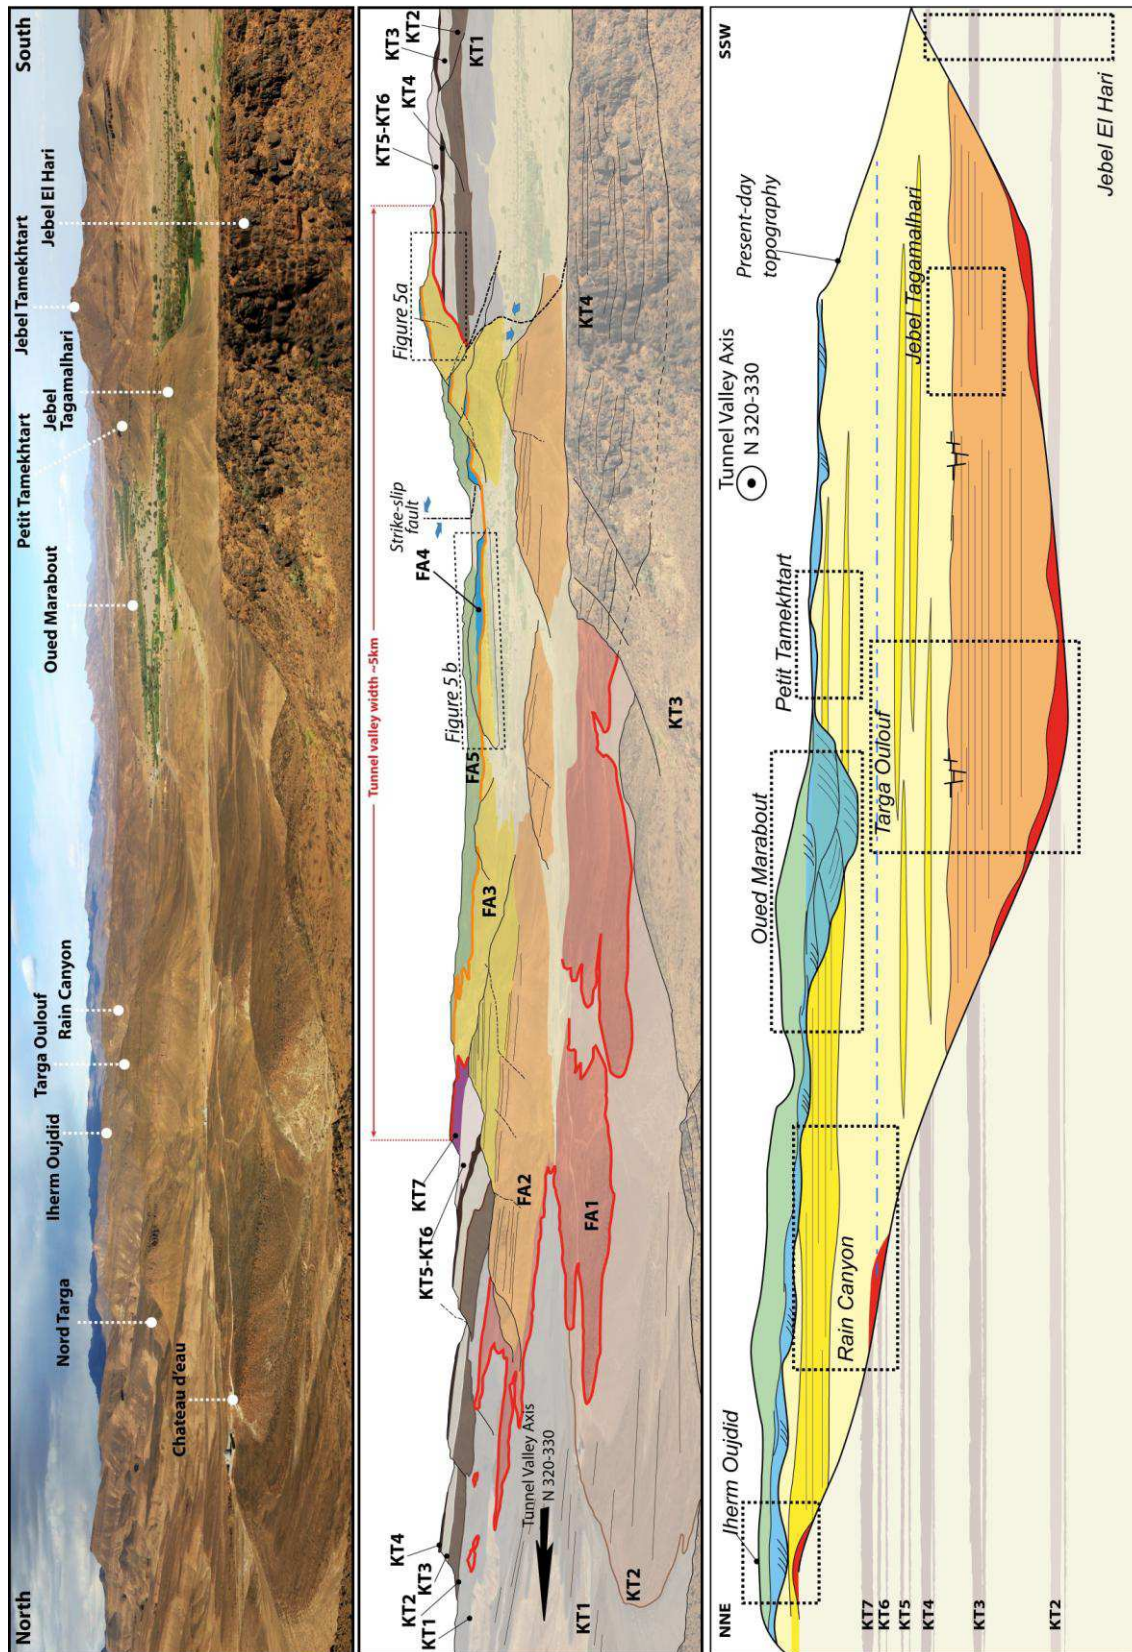 North
South
Nord Targa
Iherm Oujdid
Targa Oulouf
Rain Canyon
Oued Marabout
Petit Tamekhtart
Jebel
Tagamalhari
Jebel Tamekhtart
Jebel El Hari
Chateau d'eau
Tunnel valley width ~5km
KT4
KT3
KT2
KT1
KT5-KT6
KT7
FA2
FA1
FA3
FA5
FA4
Figure 5b
Strike-slip
fault
Figure 5a
KT5-KT6
KT4
KT3
KT2
KT1
KT4
KT3
KT1
KT2
Tunnel Valley Axis
N 320-330
NNE
SSW
Iherm Oujdid
Rain Canyon
Oued Marabout
Petit Tamekhtart
Targa Oulouf
Tunnel Valley Axis
N 320-330
Present-day
topography
Jebel Tagamalhari
Jebel El Hari
KT7
KT6
KT5
KT4
KT3
KT2